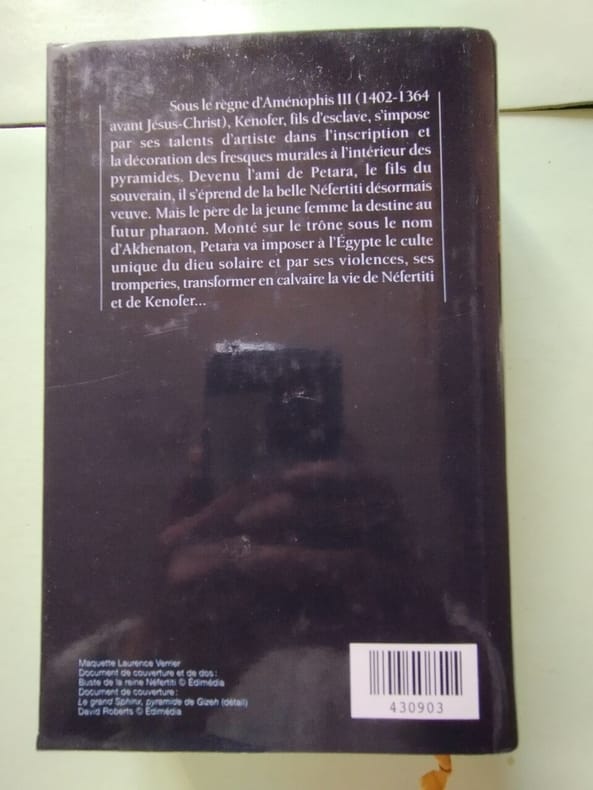 Sous le règne d'Aménophis III (1402-1364
avant Jésus-Christ), Kenofer, fils d'esclave, s'impose
par ses talents d'artiste dans l'inscription et
la décoration des fresques murales à l'intérieur des
pyramides. Devenu l'ami de Petara, le fils du
souverain, il s'éprend de la belle Néfertiti désormais
veuve. Mais le père de la jeune femme la destine au
futur pharaon. Monté sur le trône sous le nom
d'Akhenaton, Petara va imposer à l'Égypte le culte
unique du dieu solaire et par ses violences, ses
tromperies, transformer en calvaire la vie de Néfertiti
et de Kenofer...
Maquette Laurence Verrier
Document de couverture et de dos :
Buste de la reine Néfertiti © Edimédia
Document de couverture :
Le grand Sphinx, pyramide de Gizeh (détail)
David Roberts © Edimédia
430903